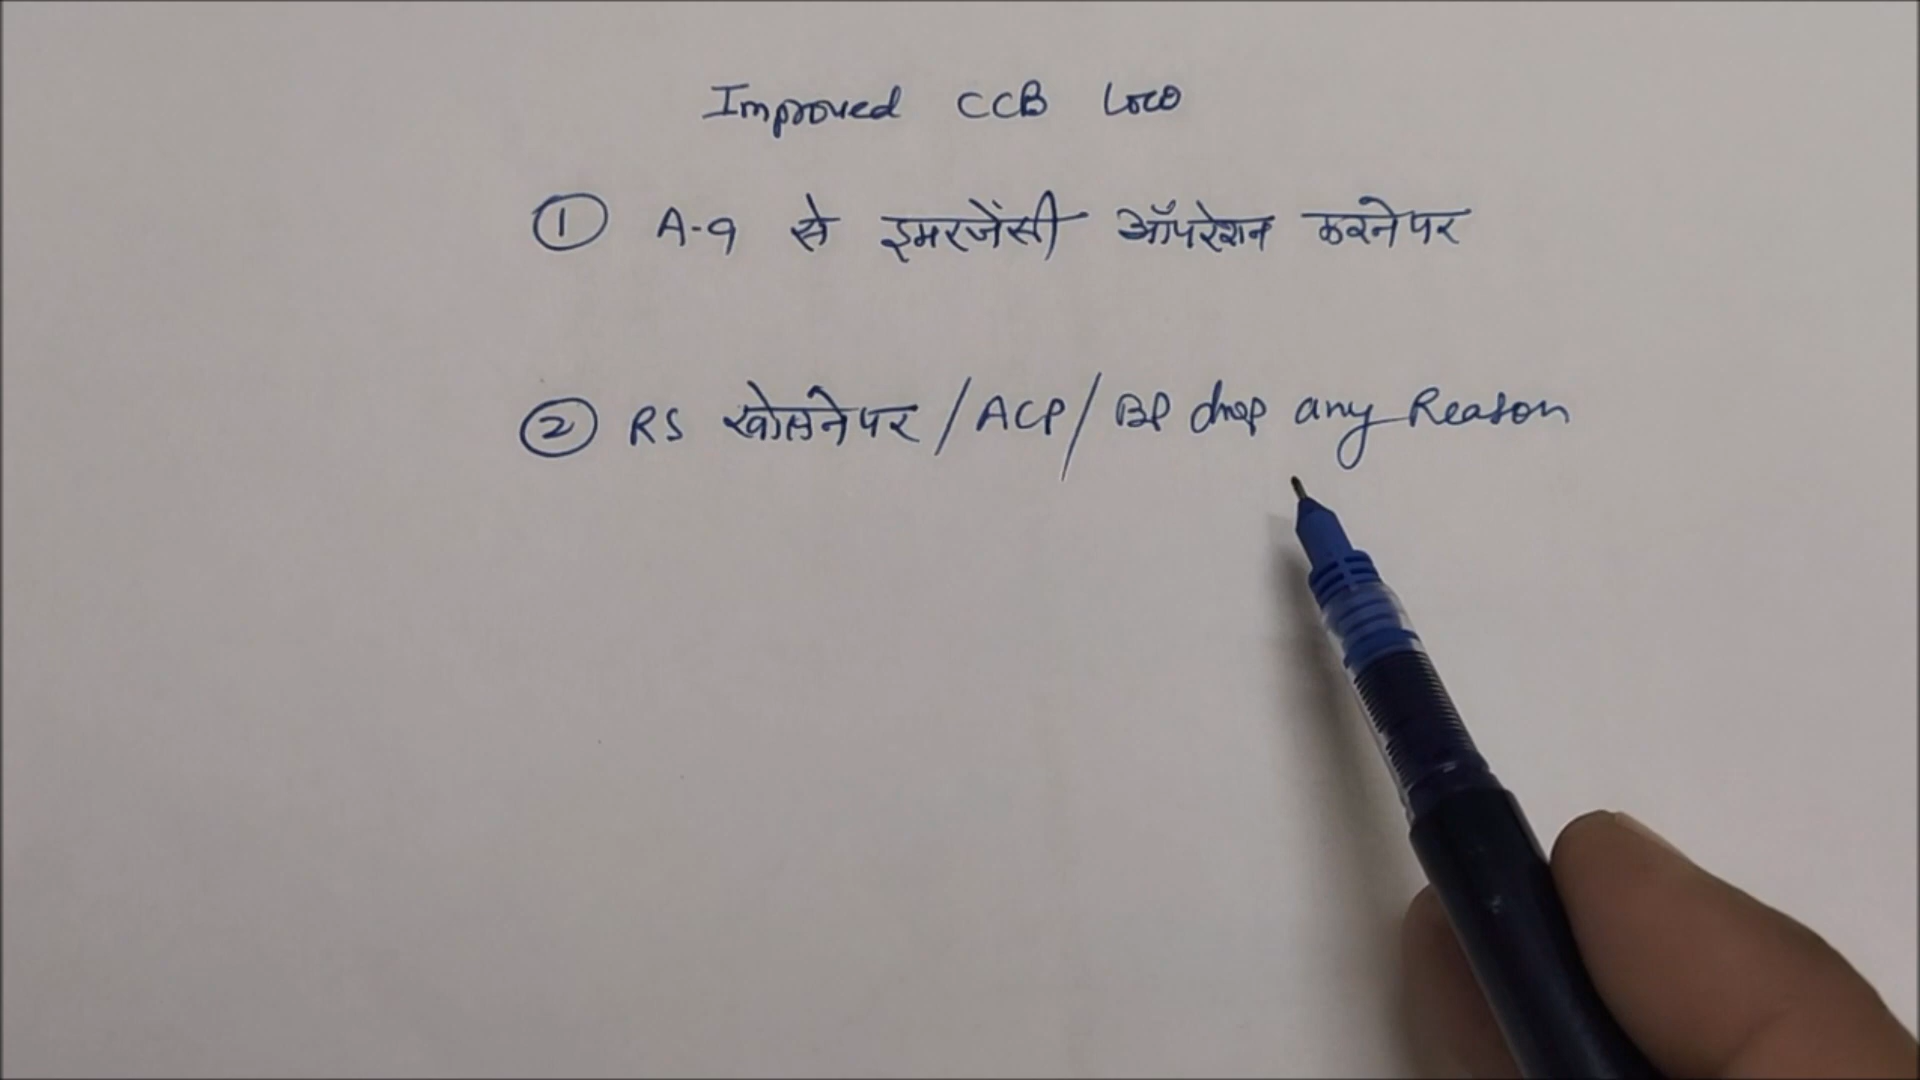 Improved CCB Loco
① A-9 से इमरजेंसी ऑपरेशन करने पर
② RS खोलने पर / ACP / BP drop any Reason